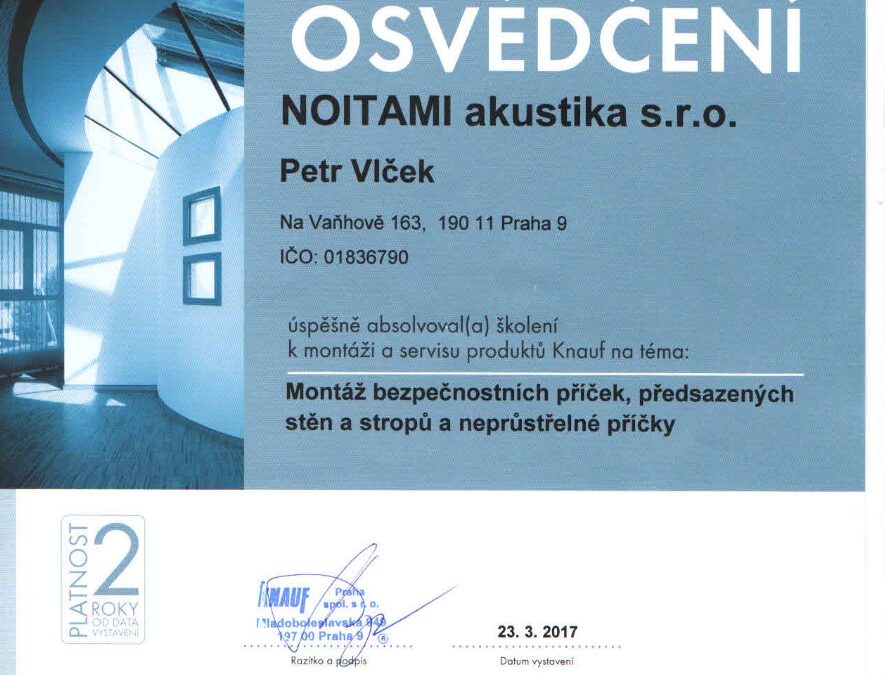 OSVĚDČENÍ
NOITAMI akustika s.r.o.
Petr Vlček
Na Vaňhově 163, 190 11 Praha 9
IČO: 01836790
úspěšně absolvoval(a) školení
k montáži a servisu produktů Knauf na téma:
Montáž bezpečnostních příček, předsazených
stěn a stropů a neprůstřelné příčky
PLATNOST
2
ROKY
OD DATA
VYSTAVENÍ
KNAUF Praha
spol. s r. o.
Mladoboleslavská 949
197 00 Praha 9
23. 3. 2017
Razítko a podpis
Datum vystavení